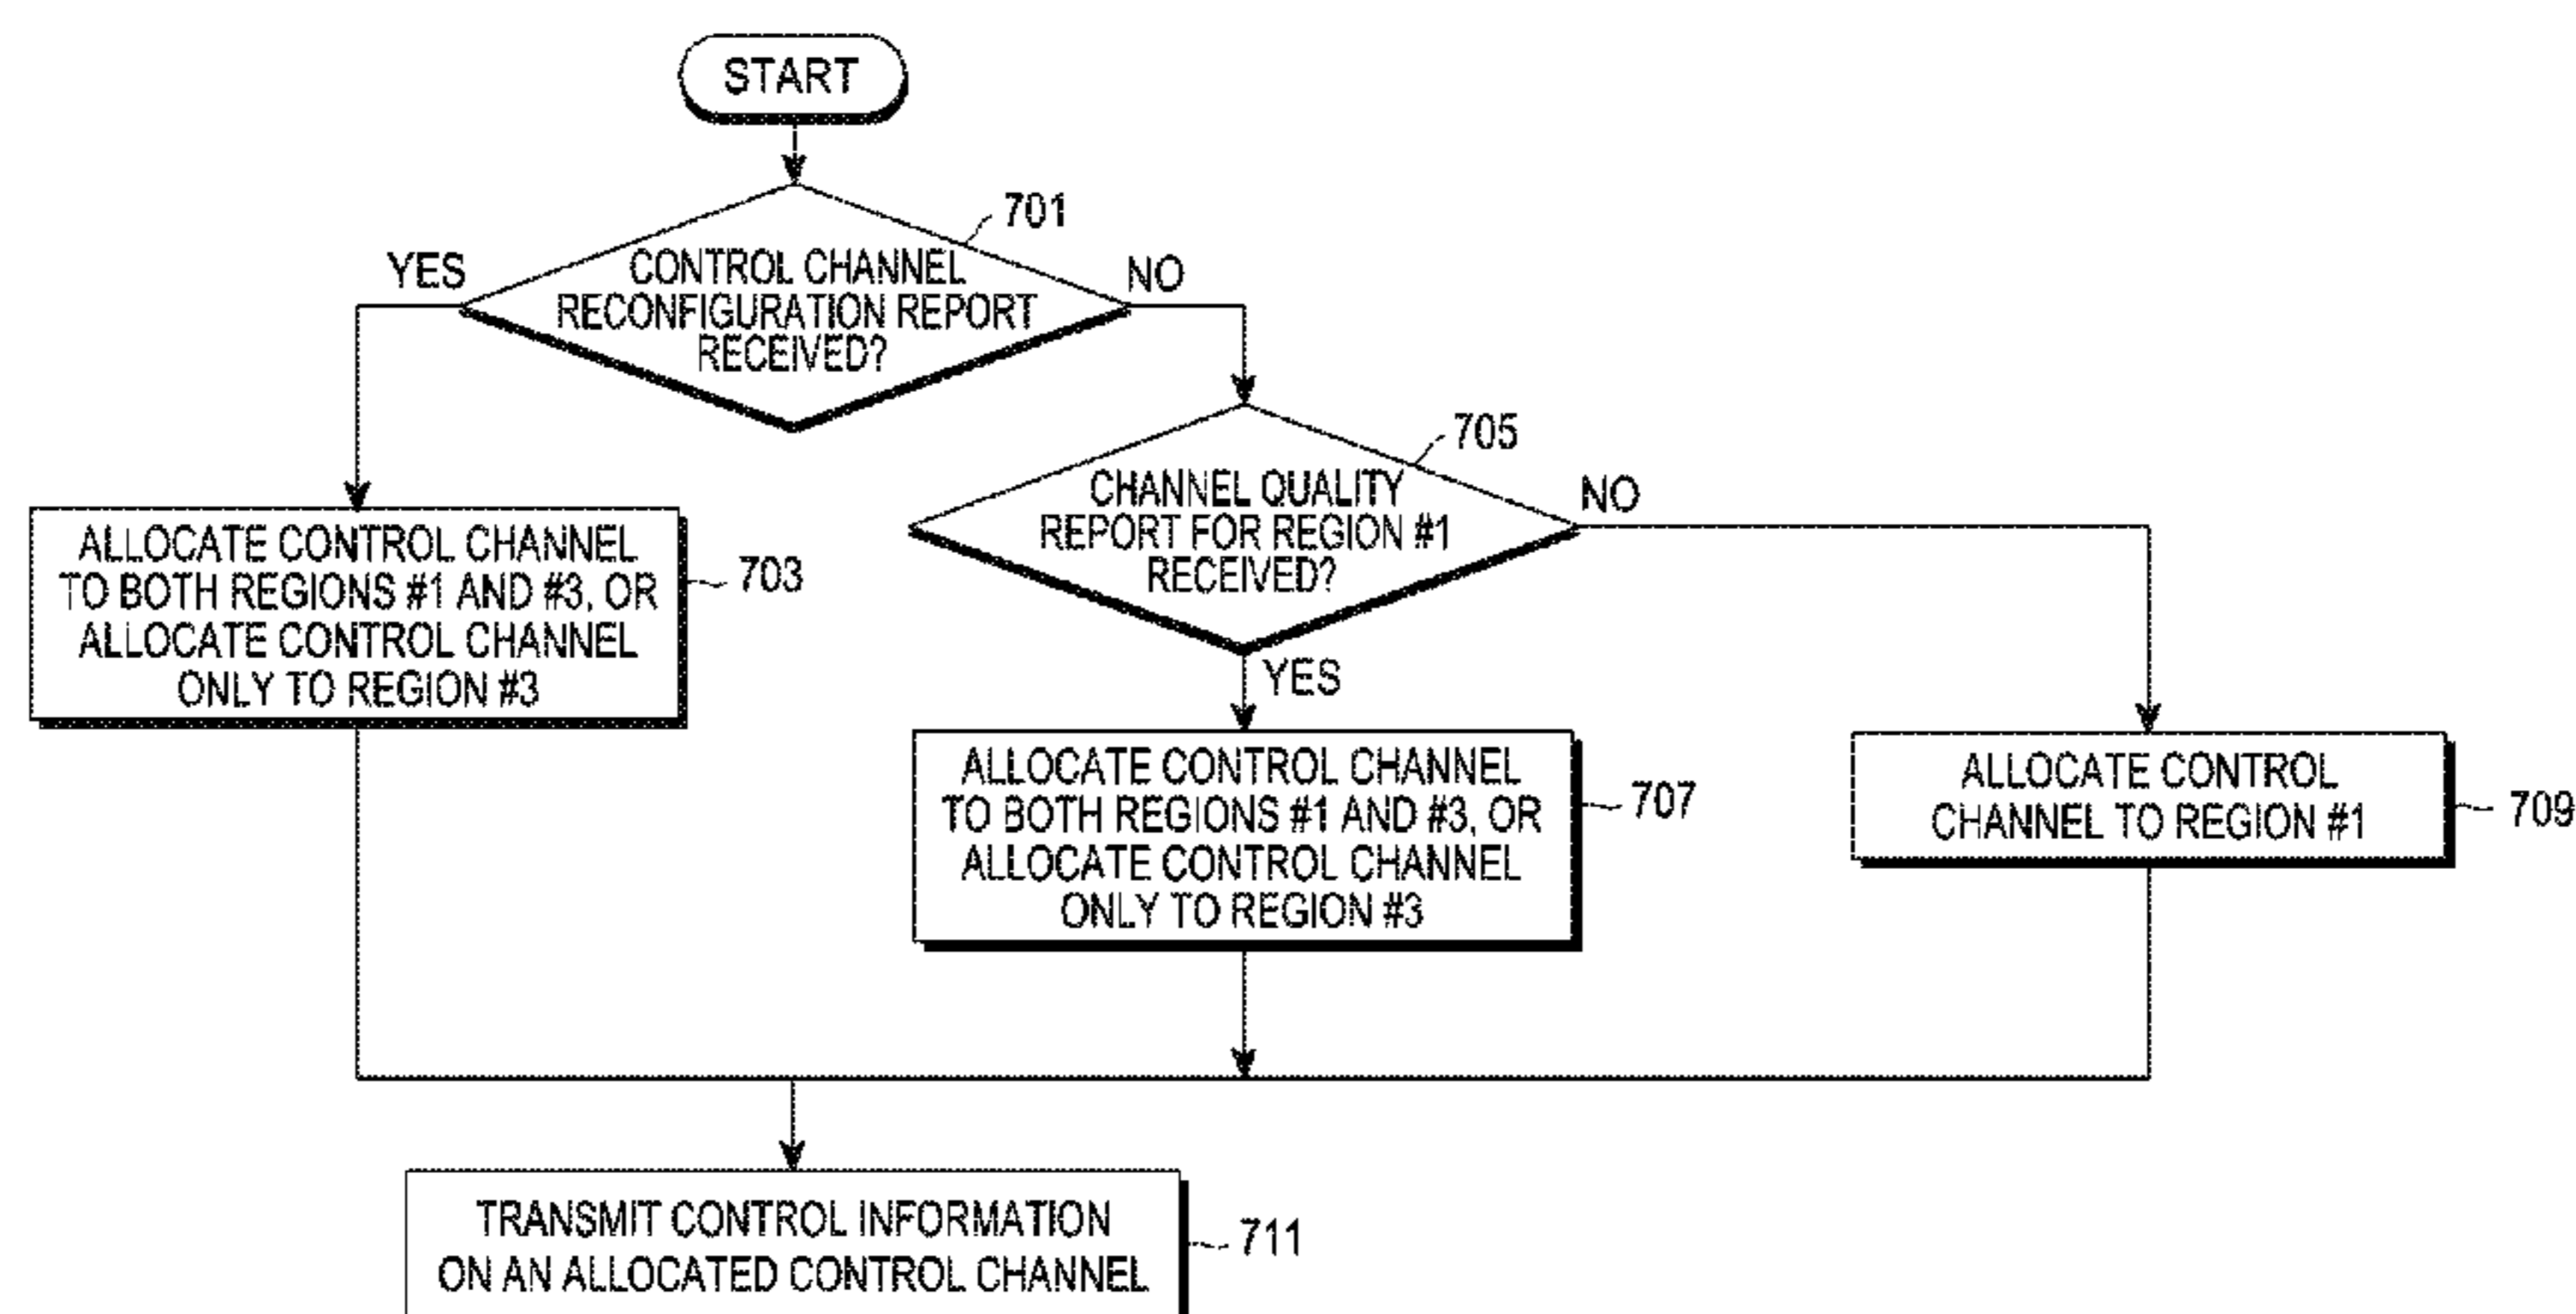 START
701
YES
CONTROL CHANNEL
RECONFIGURATION REPORT
RECEIVED?
NO
705
CHANNEL QUALITY
REPORT FOR REGION #1
RECEIVED?
NO
ALLOCATE CONTROL CHANNEL
TO BOTH REGIONS #1 AND #3, OR
ALLOCATE CONTROL CHANNEL
ONLY TO REGION #3
703
YES
ALLOCATE CONTROL CHANNEL
TO BOTH REGIONS #1 AND #3, OR
ALLOCATE CONTROL CHANNEL
ONLY TO REGION #3
707
ALLOCATE CONTROL
CHANNEL TO REGION #1
709
TRANSMIT CONTROL INFORMATION
ON AN ALLOCATED CONTROL CHANNEL
711